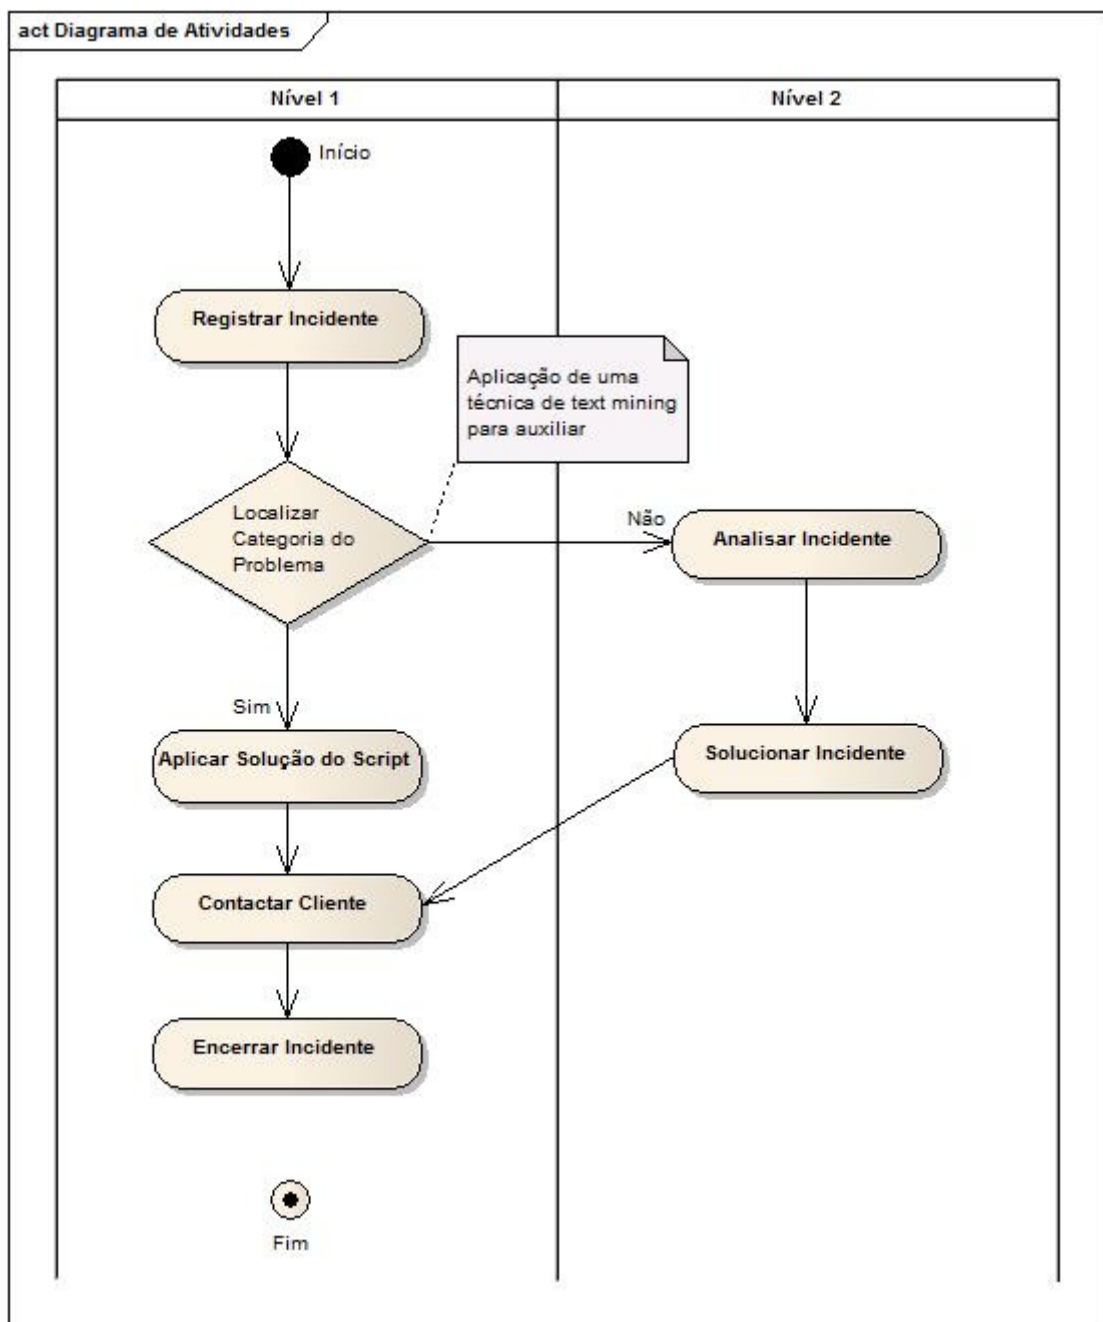 act Diagrama de Atividades
Nível 1
Nível 2
Início
Registrar Incidente
Aplicação de uma
técnica de text mining
para auxiliar
Localizar
Categoria do
Problema
Não
Analisar Incidente
Sim
Aplicar Solução do Script
Solucionar Incidente
Contactar Cliente
Encerrar Incidente
Fim